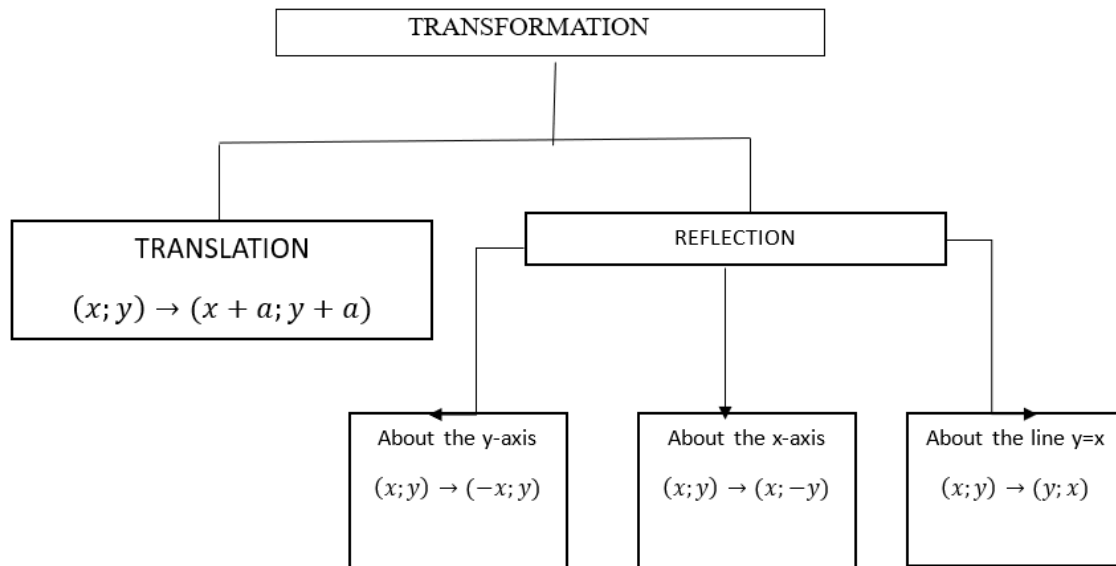 TRANSFORMATION
TRANSLATION
(x; y) → (x + a; y + a)
REFLECTION
About the y-axis
(x; y) → (−x; y)
About the x-axis
(x; y) → (x; −y)
About the line y=x
(x; y) → (y; x)